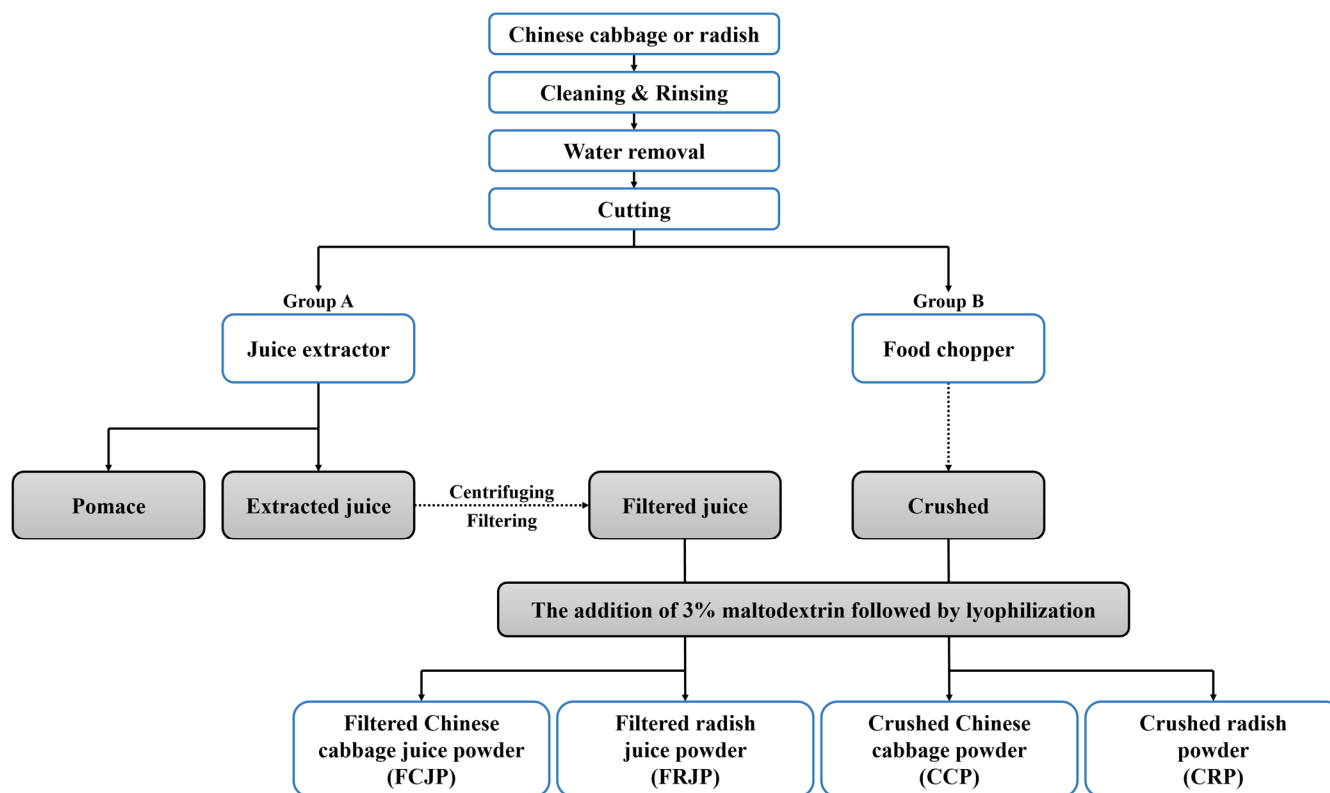 Chinese cabbage or radish
Cleaning & Rinsing
Water removal
Cutting
Group A
Group B
Juice extractor
Food chopper
Pomace
Extracted juice
Centrifuging
Filtering
Filtered juice
Crushed
The addition of 3% maltodextrin followed by lyophilization
Filtered Chinese
cabbage juice powder
(FCJP)
Filtered radish
juice powder
(FRJP)
Crushed Chinese
cabbage powder
(CCP)
Crushed radish
powder
(CRP)